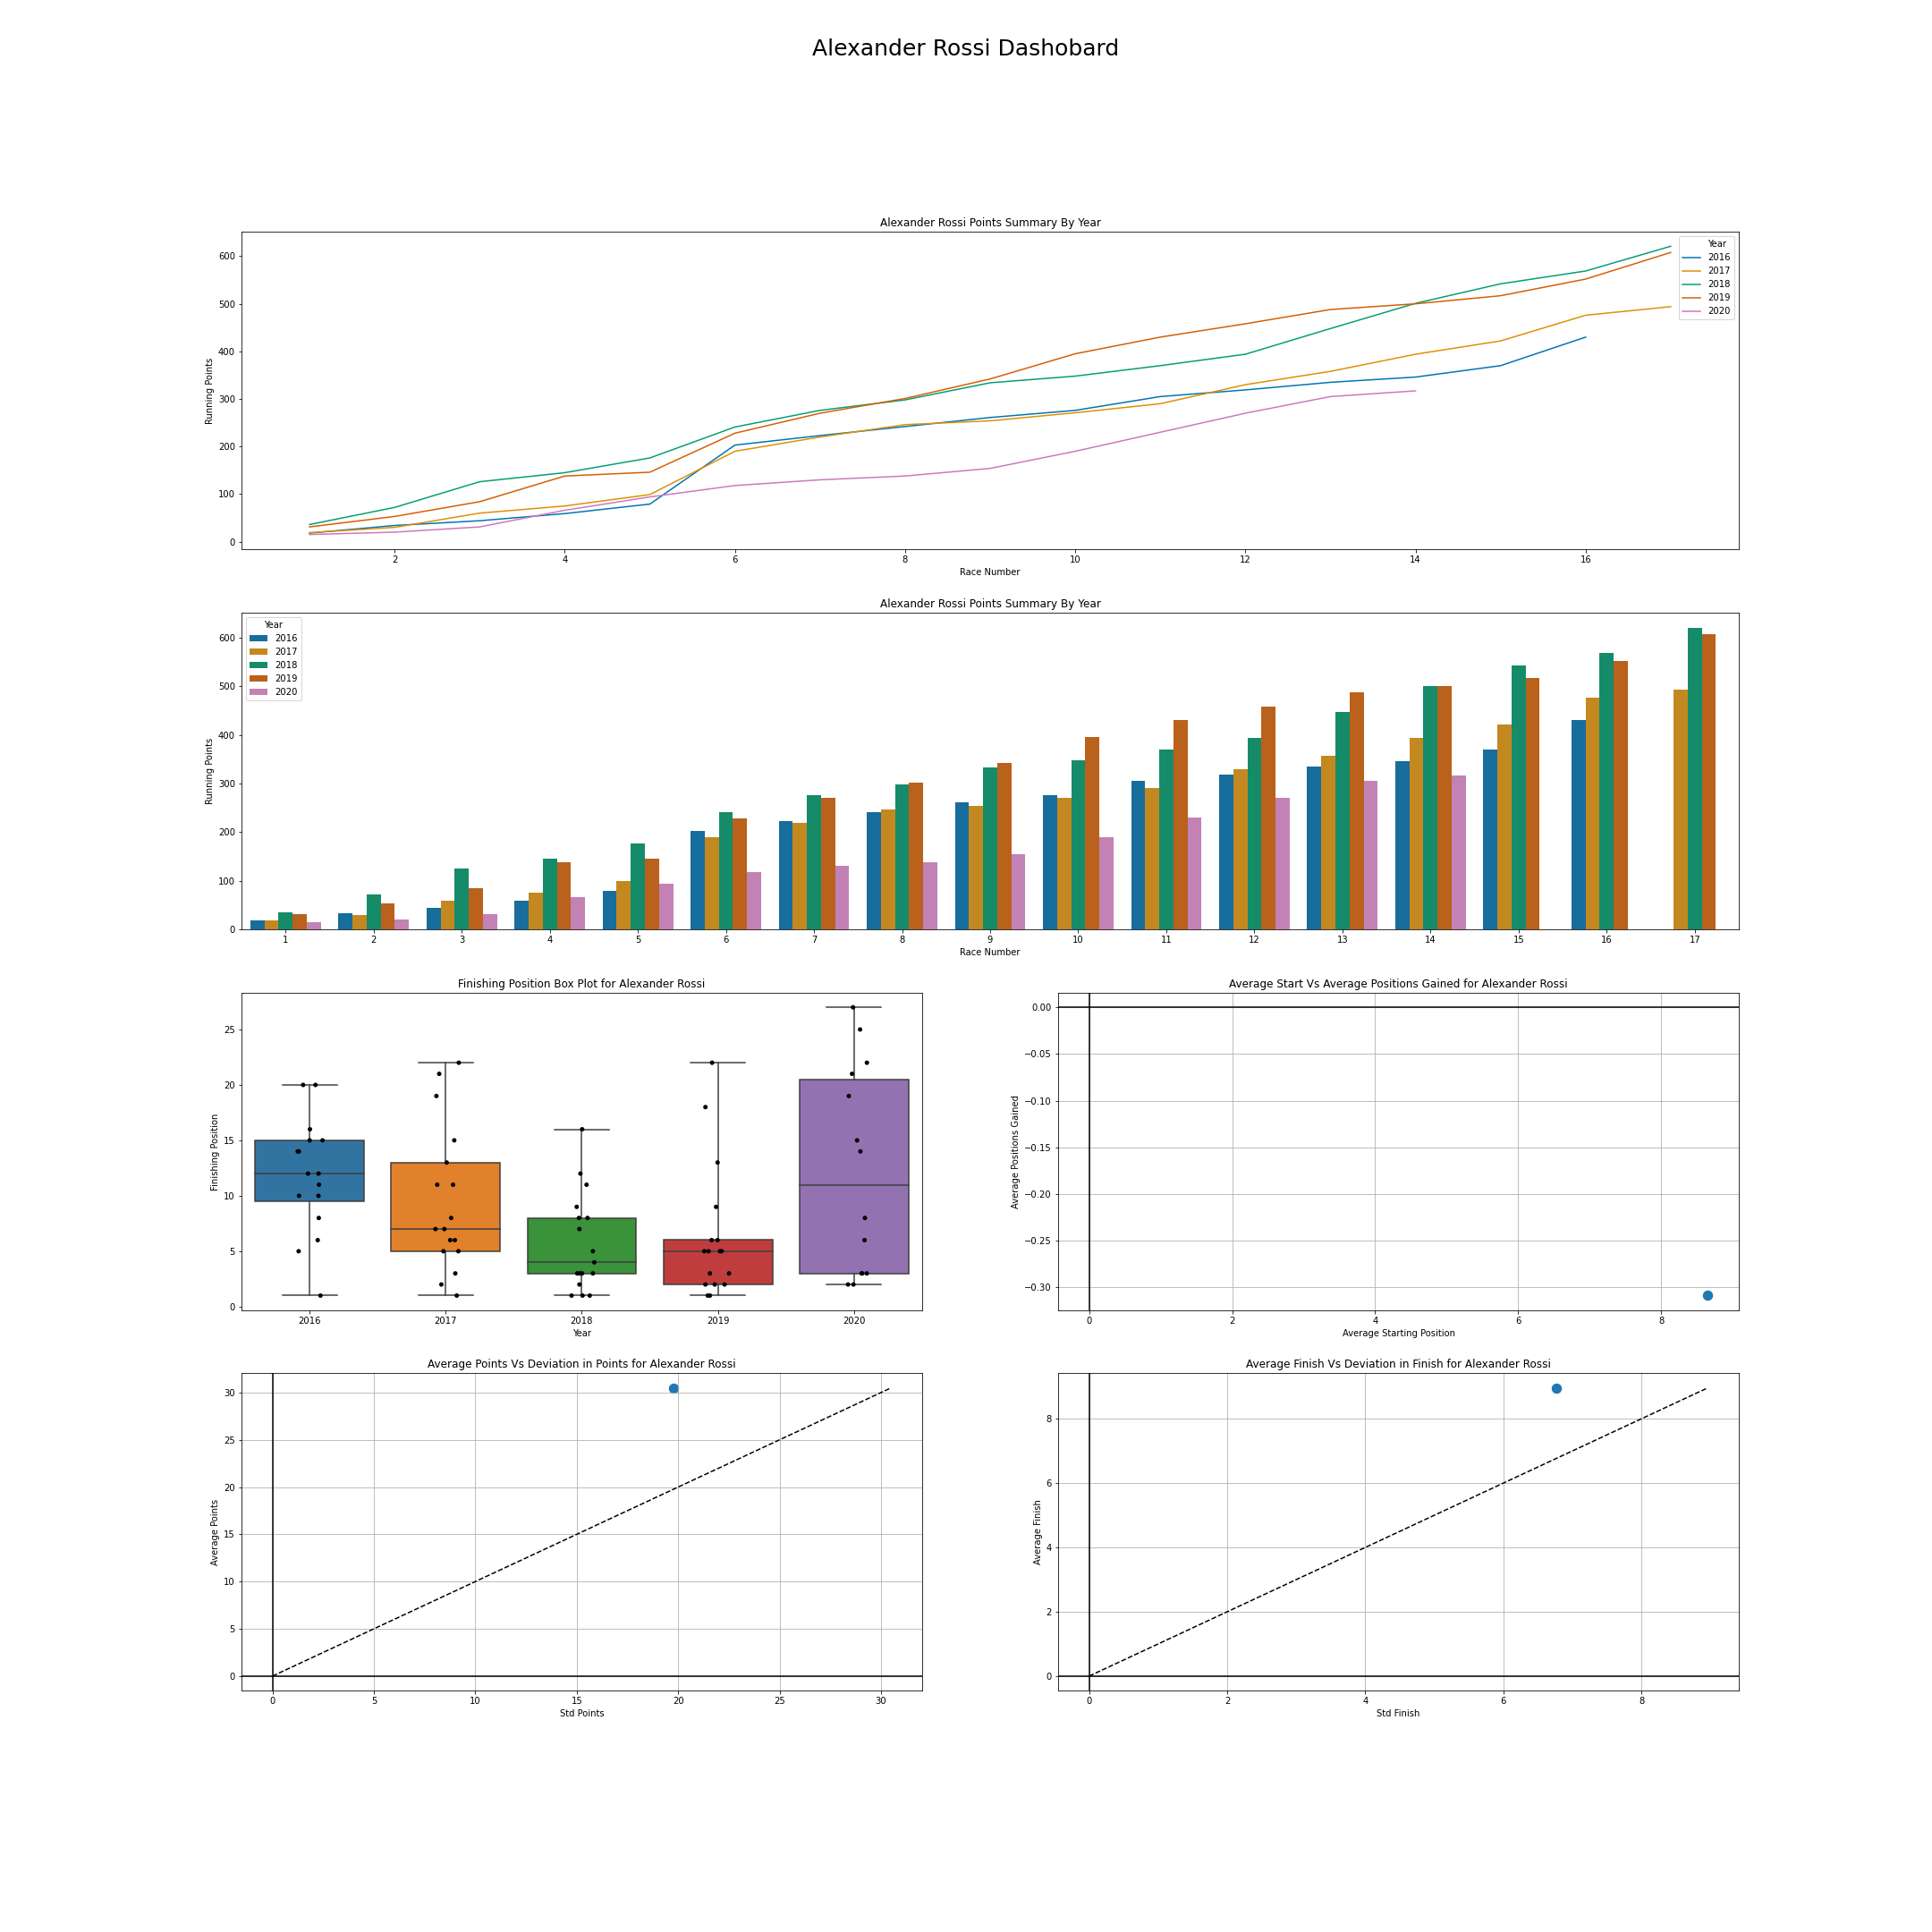 Alexander Rossi Dashobard
Alexander Rossi Points Summary By Year
600
500
400
300
200
100
0
Running Points
2 4 6 8 10 12 14 16
Race Number
Year
2016
2017
2018
2019
2020
Alexander Rossi Points Summary By Year
600
500
400
300
200
100
0
Running Points
Year
2016
2017
2018
2019
2020
1 2 3 4 5 6 7 8 9 10 11 12 13 14 15 16 17
Race Number
Finishing Position Box Plot for Alexander Rossi
25
20
15
10
5
0
Finishing Position
2016 2017 2018 2019 2020
Year
Average Start Vs Average Positions Gained for Alexander Rossi
0.00
−0.05
−0.10
−0.15
−0.20
−0.25
−0.30
Average Positions Gained
0 2 4 6 8
Average Starting Position
Average Points Vs Deviation in Points for Alexander Rossi
30
25
20
15
10
5
0
Average Points
0 5 10 15 20 25 30
Std Points
Average Finish Vs Deviation in Finish for Alexander Rossi
8
6
4
2
0
Average Finish
0 2 4 6 8
Std Finish